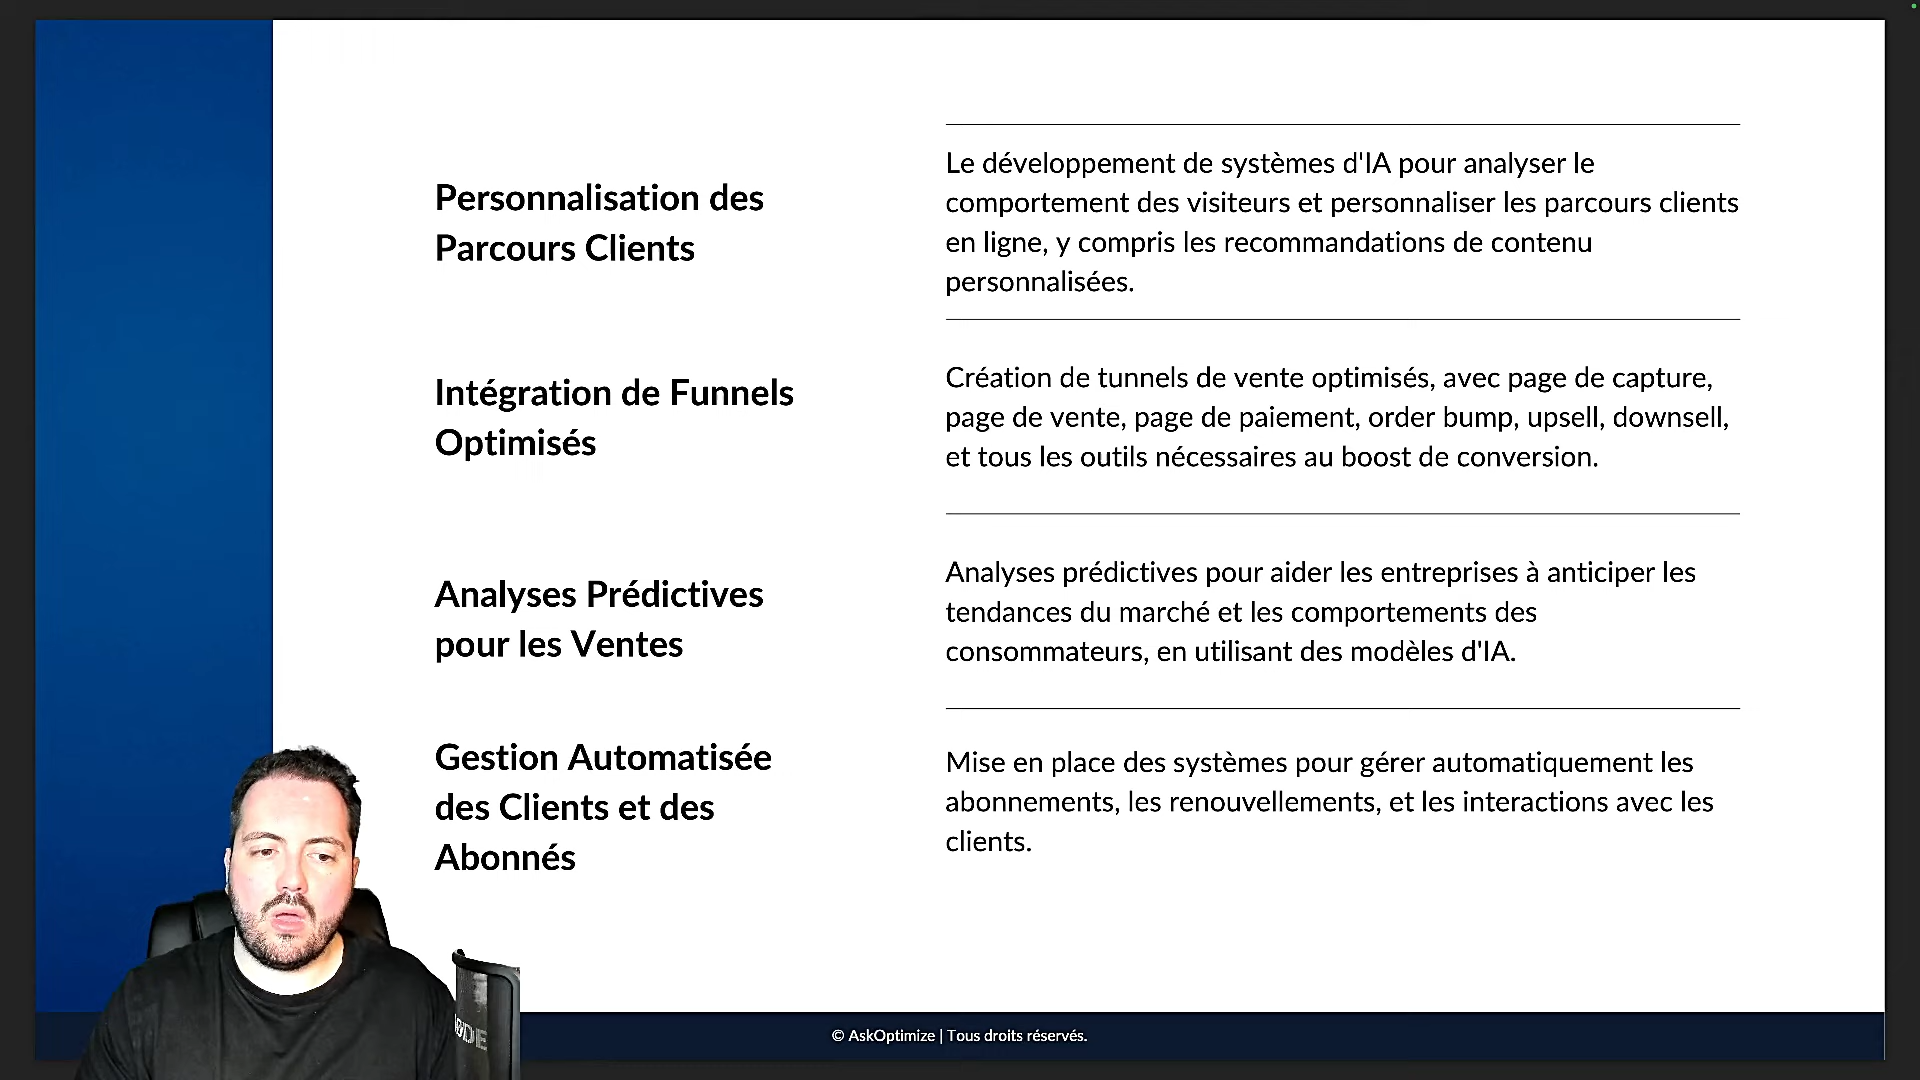 Personnalisation des
Parcours Clients
Le développement de systèmes d'IA pour analyser le
comportement des visiteurs et personnaliser les parcours clients
en ligne, y compris les recommandations de contenu
personnalisées.
Intégration de Funnels
Optimisés
Création de tunnels de vente optimisés, avec page de capture,
page de vente, page de paiement, order bump, upsell, downsell,
et tous les outils nécessaires au boost de conversion.
Analyses Prédictives
pour les Ventes
Analyses prédictives pour aider les entreprises à anticiper les
tendances du marché et les comportements des
consommateurs, en utilisant des modèles d'IA.
Gestion Automatisée
des Clients et des
Abonnés
Mise en place des systèmes pour gérer automatiquement les
abonnements, les renouvellements, et les interactions avec les
clients.
© AskOptimize | Tous droits réservés.